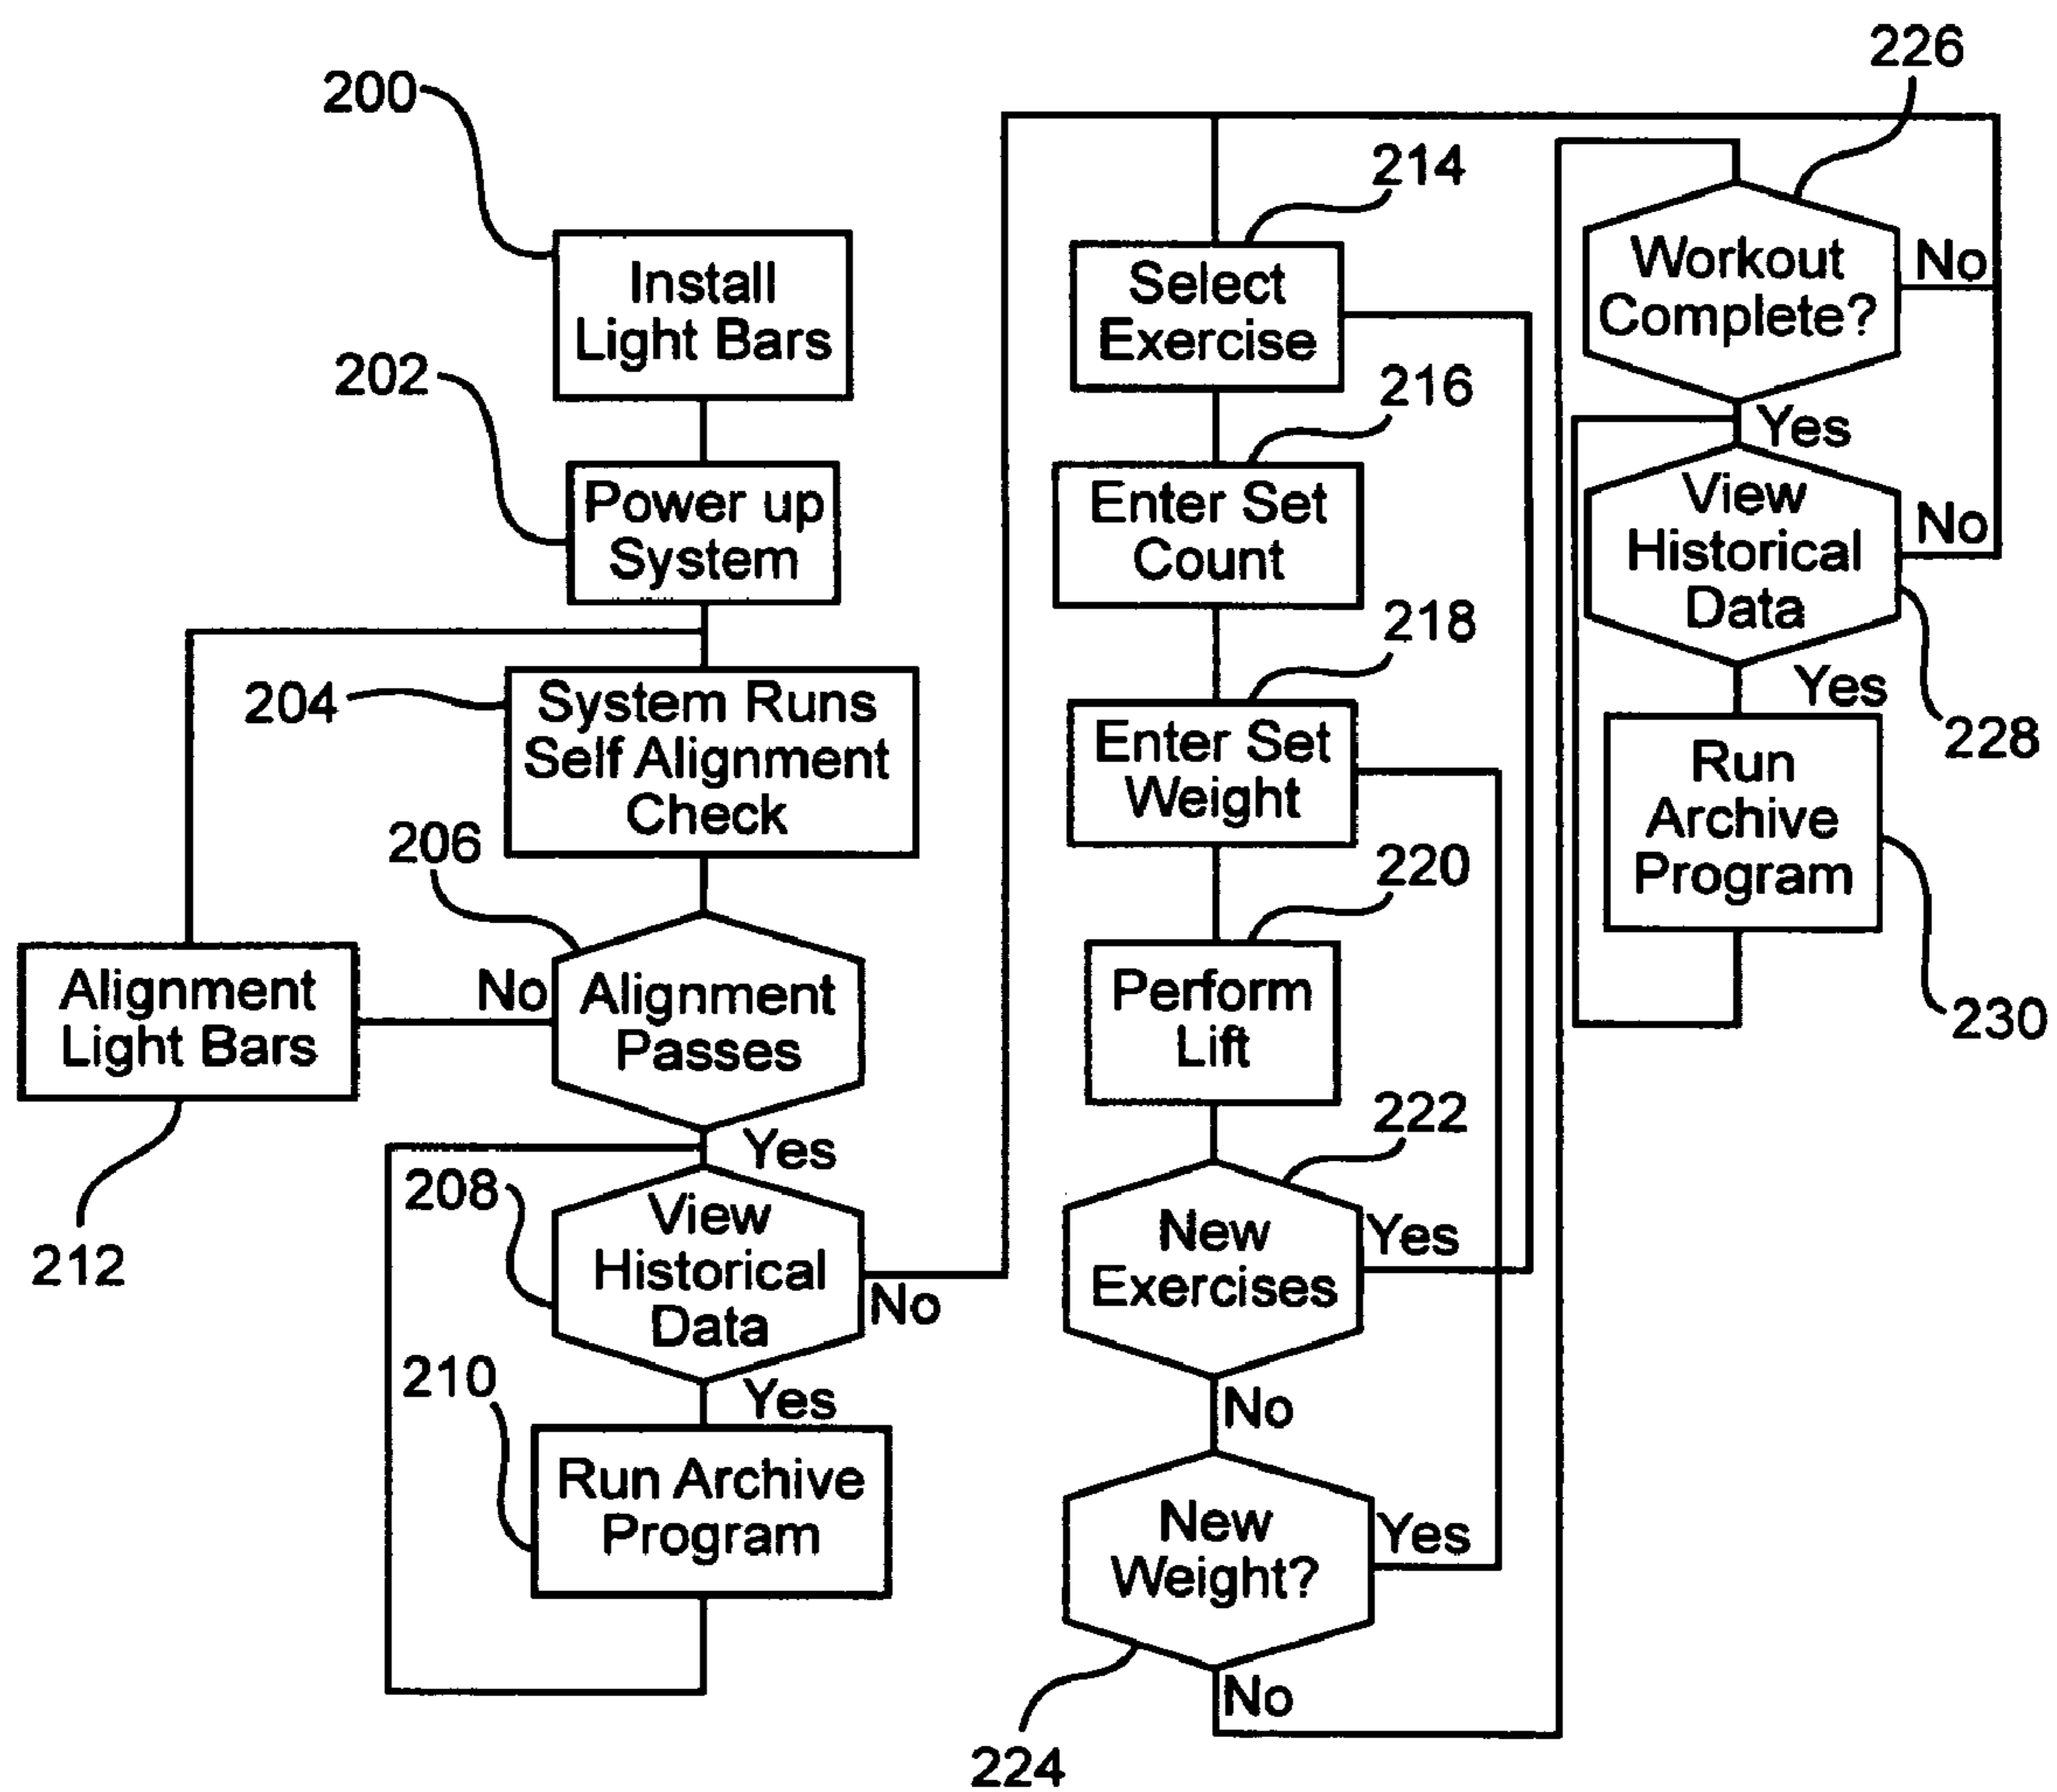 200
Install
Light Bars
202
Power up
System
204
System Runs
Self Alignment
Check
206
Alignment
Passes
No
Yes
Alignment
Light Bars
212
208
View
Historical
Data
No
Yes
210
Run Archive
Program
214
Select
Exercise
216
Enter Set
Count
218
Enter Set
Weight
220
Perform
Lift
222
New
Exercises
Yes
No
New
Weight?
Yes
No
224
226
Workout
Complete?
No
Yes
View
Historical
Data
No
Yes
228
Run
Archive
Program
230